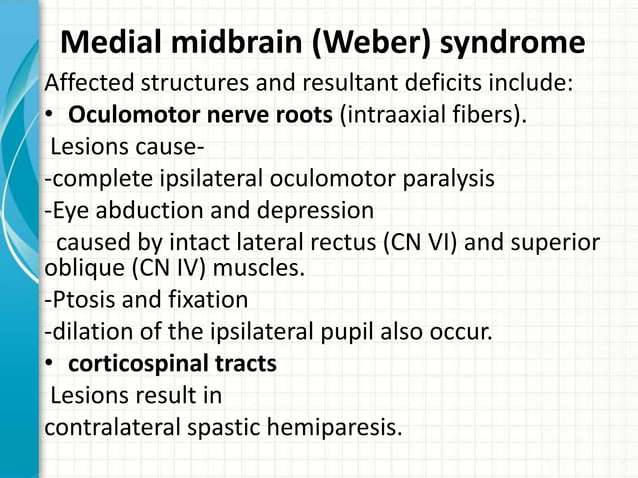 Medial midbrain (Weber) syndrome
Affected structures and resultant deficits include:
• Oculomotor nerve roots (intraaxial fibers).
Lesions cause-
-complete ipsilateral oculomotor paralysis
-Eye abduction and depression
caused by intact lateral rectus (CN VI) and superior
oblique (CN IV) muscles.
-Ptosis and fixation
-dilation of the ipsilateral pupil also occur.
• corticospinal tracts
Lesions result in
contralateral spastic hemiparesis.